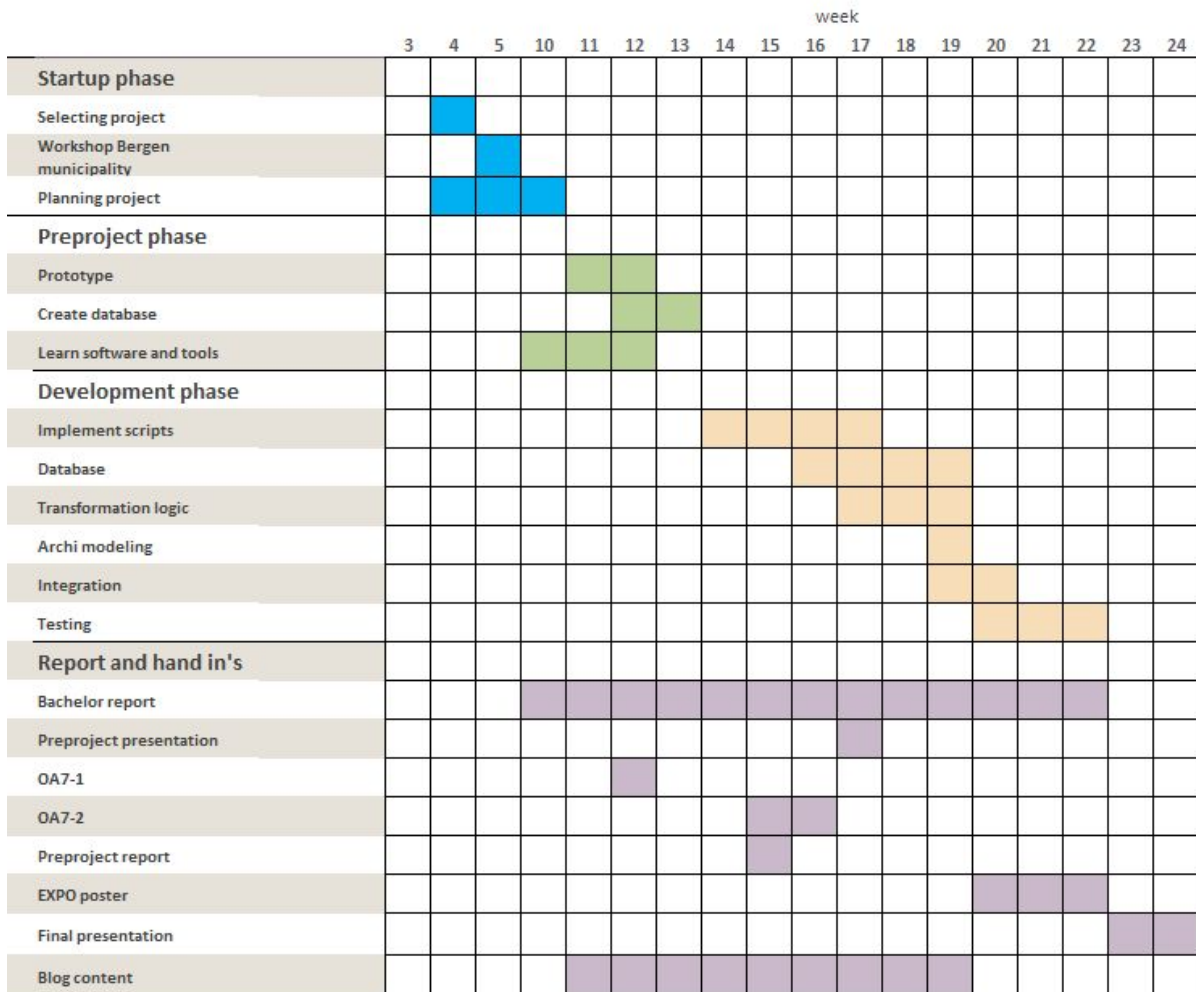 week
3 4 5 10 11 12 13 14 15 16 17 18 19 20 21 22 23 24
Startup phase
Selecting project
Workshop Bergen
municipality
Planning project
Preproject phase
Prototype
Create database
Learn software and tools
Development phase
Implement scripts
Database
Transformation logic
Archi modeling
Integration
Testing
Report and hand in's
Bachelor report
Preproject presentation
OA7-1
OA7-2
Preproject report
EXPO poster
Final presentation
Blog content